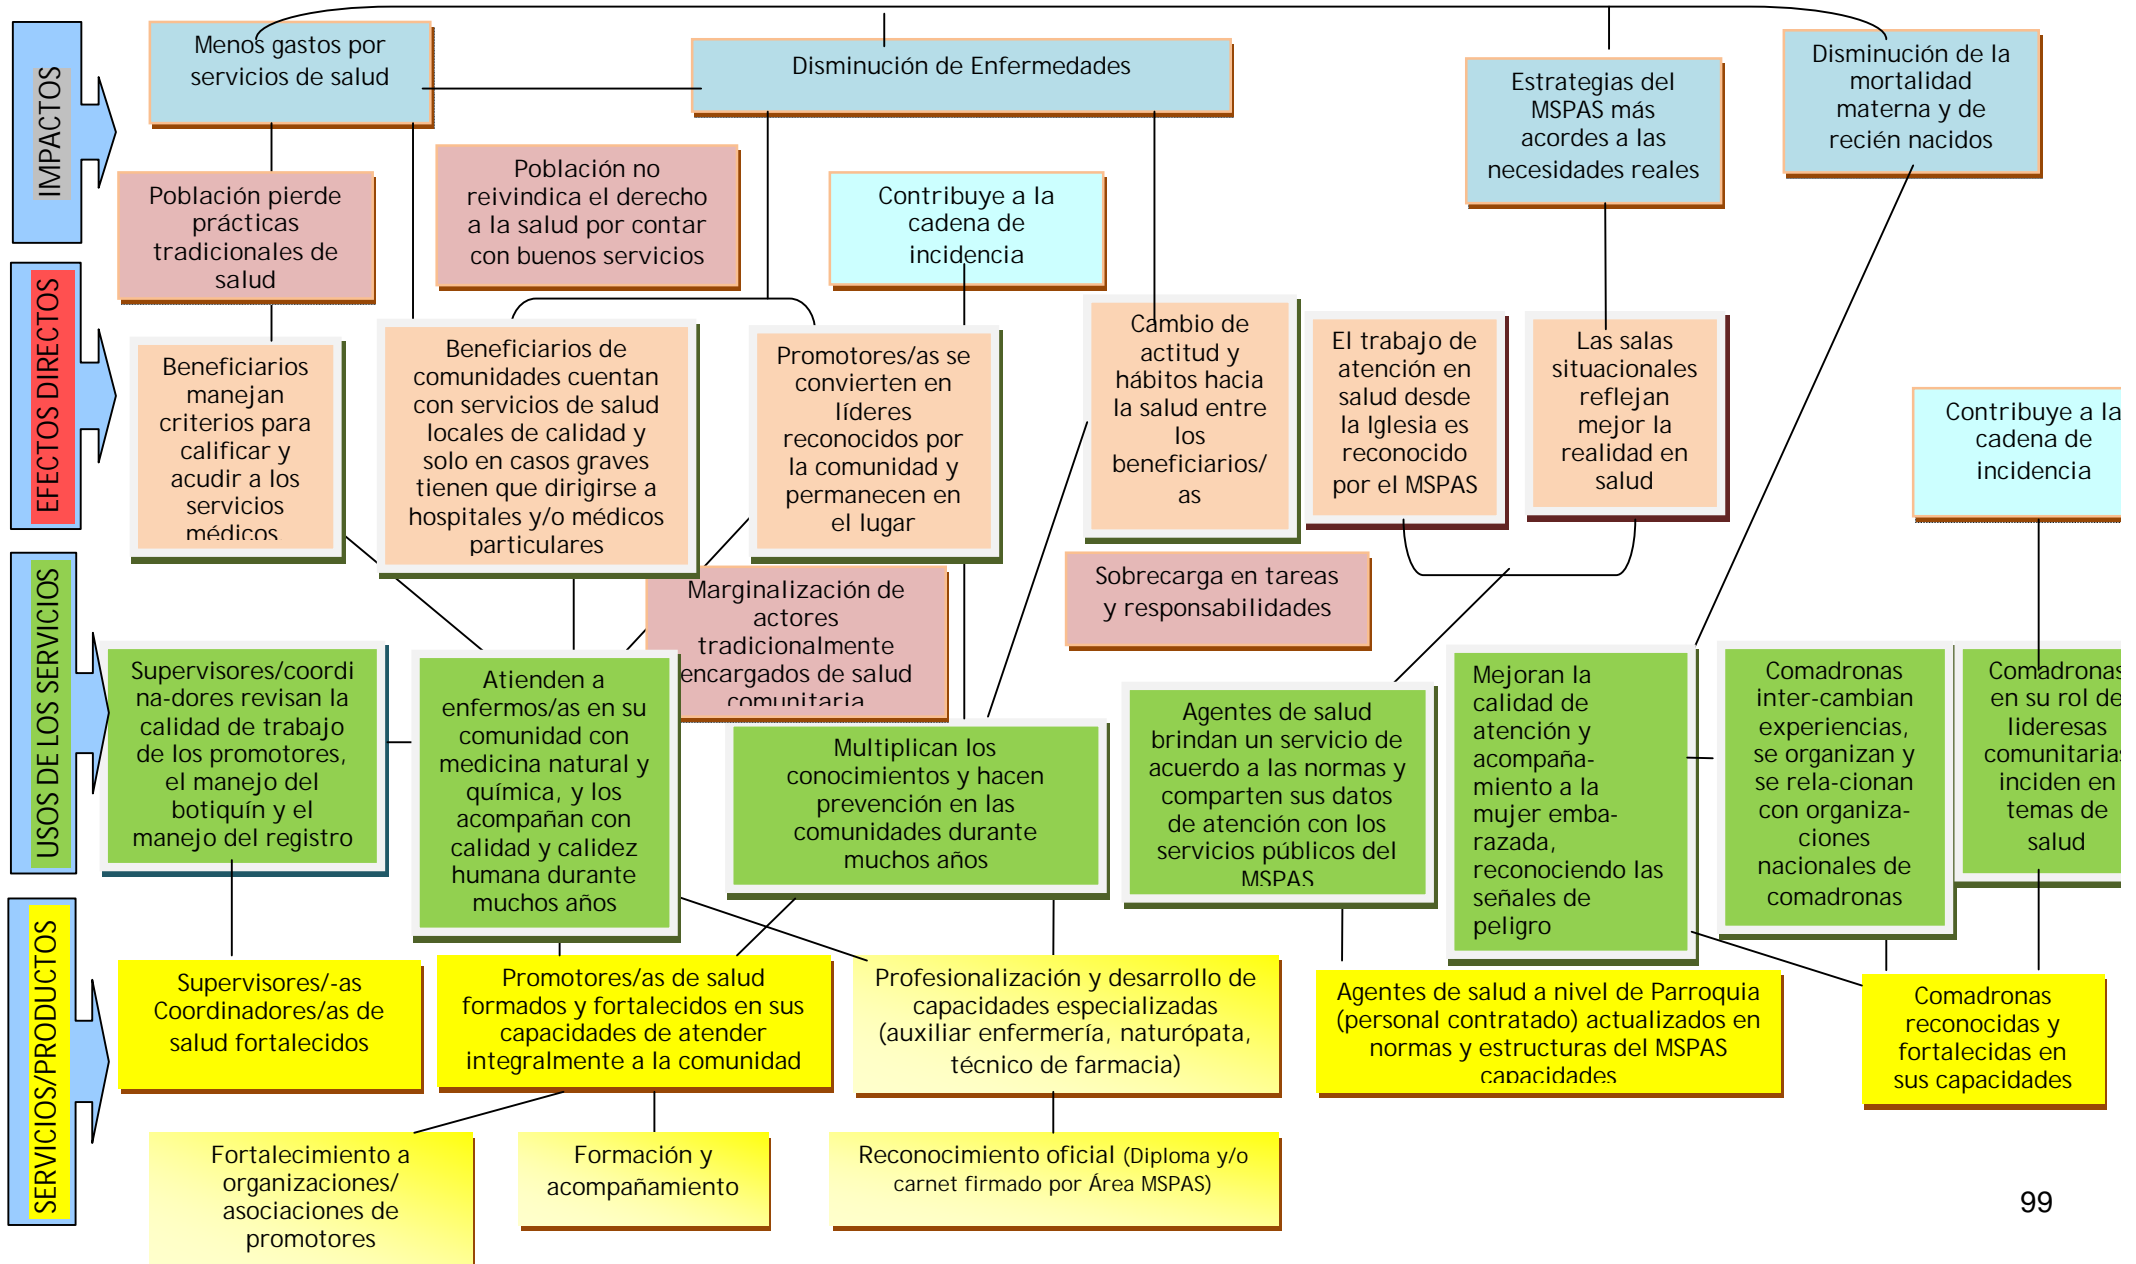 IMPACTOS
Menos gastos por
servicios de salud
Disminución de Enfermedades
Estrategias del
MSPAS más
acordes a las
necesidades reales
Disminución de la
mortalidad
materna y de
recién nacidos
Población pierde
prácticas
tradicionales de
salud
Población no
reivindica el derecho
a la salud por contar
con buenos servicios
Contribuye a la
cadena de
incidencia
EFECTOS DIRECTOS
Beneficiarios
manejan
criterios para
calificar y
acudir a los
servicios
médicos
Beneficiarios de
comunidades cuentan
con servicios de salud
locales de calidad y
solo en casos graves
tienen que dirigirse a
hospitales y/o médicos
particulares
Promotores/as se
convierten en
líderes
reconocidos por
la comunidad y
permanecen en
el lugar
Cambio de
actitud y
hábitos hacia
la salud entre
los
beneficiarios/
as
El trabajo de
atención en
salud desde
la Iglesia es
reconocido
por el MSPAS
Las salas
situacionales
reflejan
mejor la
realidad en
salud
Contribuye a la
cadena de
incidencia
Marginalización de
actores
tradicionalmente
encargados de salud
comunitaria
Sobrecarga en tareas
y responsabilidades
USOS DE LOS SERVICIOS
Supervisores/coordi
na-dores revisan la
calidad de trabajo
de los promotores,
el manejo del
botiquín y el
manejo del registro
Atienden a
enfermos/as en su
comunidad con
medicina natural y
química, y los
acompañan con
calidad y calidez
humana durante
muchos años
Multiplican los
conocimientos y hacen
prevención en las
comunidades durante
muchos años
Agentes de salud
brindan un servicio de
acuerdo a las normas y
comparten sus datos
de atención con los
servicios públicos del
MSPAS
Mejoran la
calidad de
atención y
acompaña-
miento a la
mujer emba-
razada,
reconociendo las
señales de
peligro
Comadronas
inter-cambian
experiencias,
se organizan y
se rela-cionan
con organiza-
ciones
nacionales de
comadronas
Comadronas
en su rol de
lideresas
comunitarias
inciden en
temas de
salud
SERVICIOS/PRODUCTOS
Supervisores/-as
Coordinadores/as de
salud fortalecidos
Promotores/as de salud
formados y fortalecidos en sus
capacidades de atender
integralmente a la comunidad
Profesionalización y desarrollo de
capacidades especializadas
(auxiliar enfermería, naturópata,
técnico de farmacia)
Agentes de salud a nivel de Parroquia
(personal contratado) actualizados en
normas y estructuras del MSPAS
capacidades
Comadronas
reconocidas y
fortalecidas en
sus capacidades
Fortalecimiento a
organizaciones/
asociaciones de
promotores
Formación y
acompañamiento
Reconocimiento oficial (Diploma y/o
carnet firmado por Área MSPAS)
99